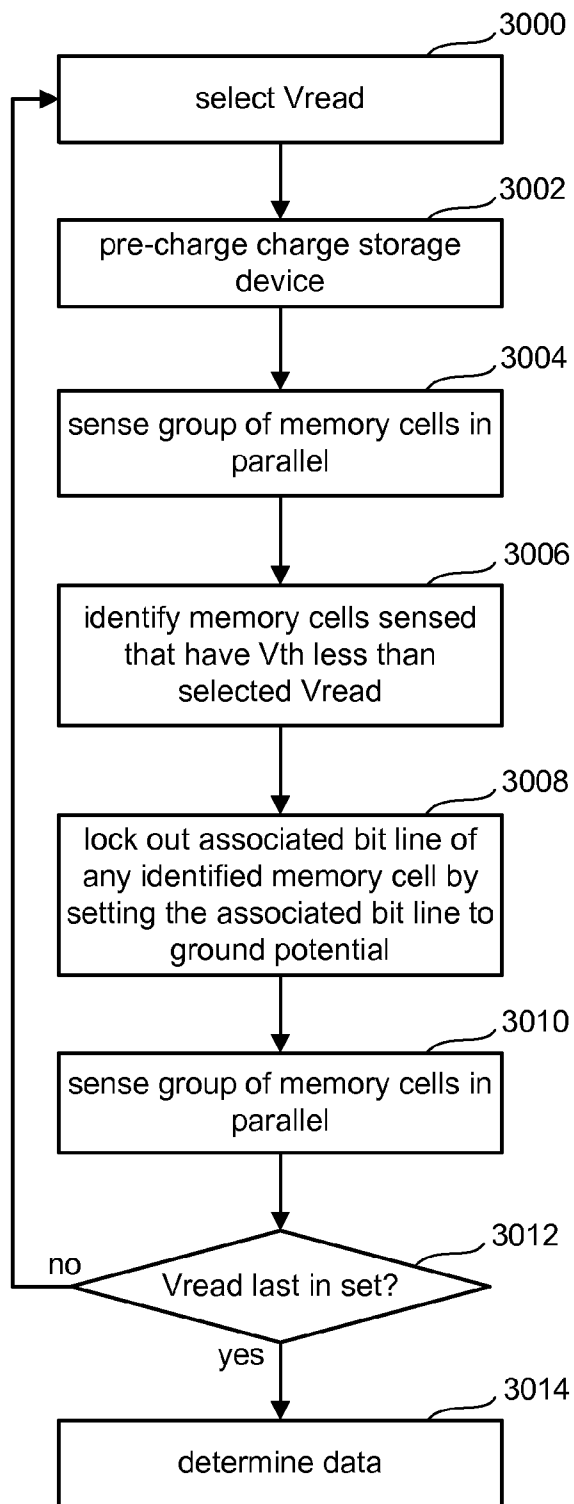 3000
select Vread
3002
pre-charge charge storage
device
3004
sense group of memory cells in
parallel
3006
identify memory cells sensed
that have Vth less than
selected Vread
3008
lock out associated bit line of
any identified memory cell by
setting the associated bit line to
ground potential
3010
sense group of memory cells in
parallel
3012
no
Vread last in set?
yes
3014
determine data